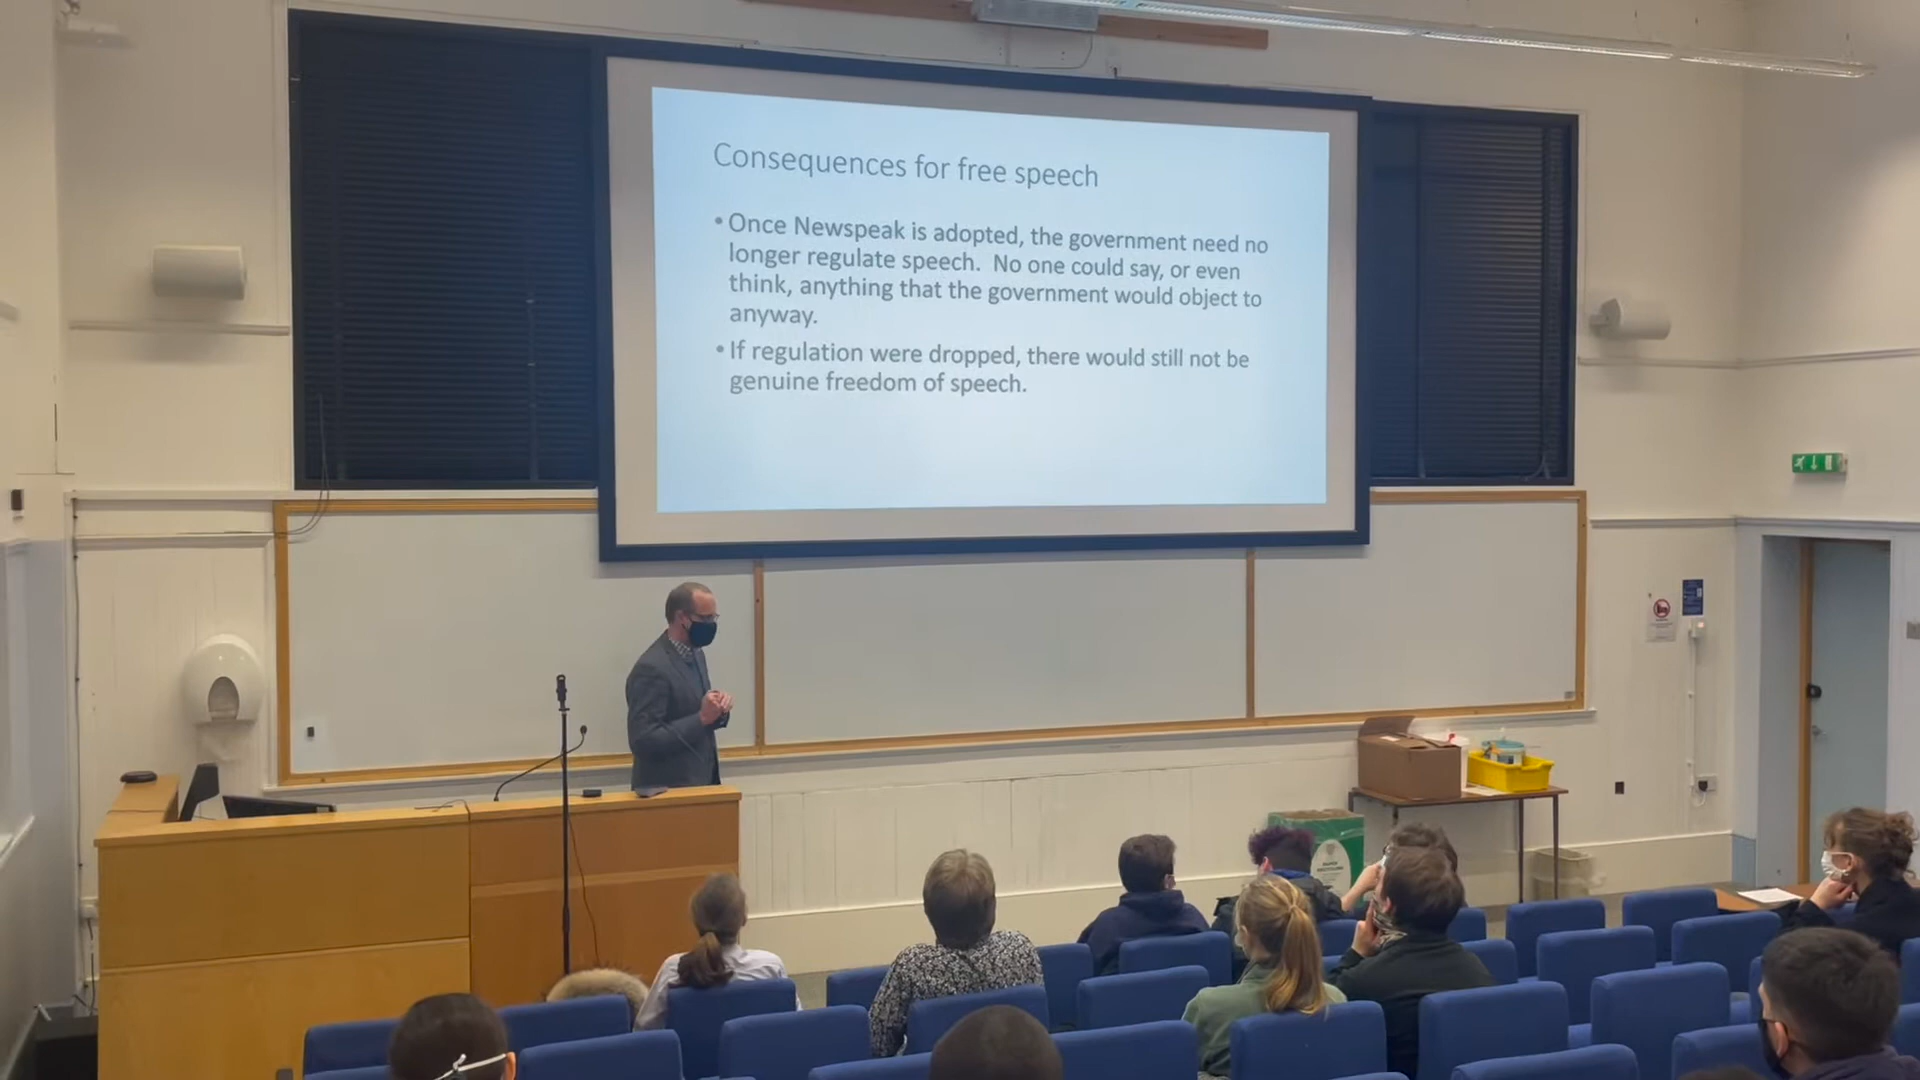 Consequences for free speech
• Once Newspeak is adopted, the government need no
longer regulate speech.  No one could say, or even
think, anything that the government would object to
anyway.
• If regulation were dropped, there would still not be
genuine freedom of speech.